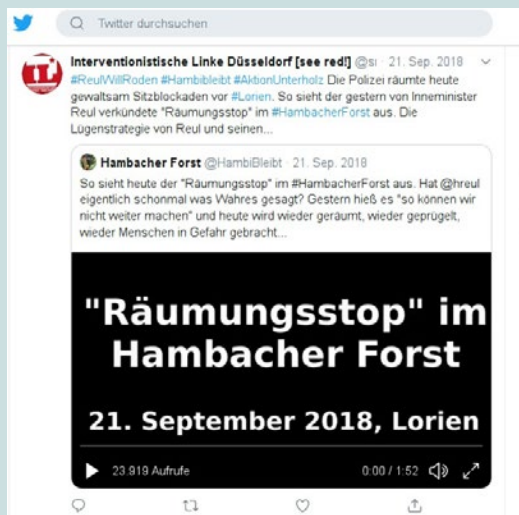 Twitter durchsuchen
Interventionistische Linke Düsseldorf [see red!] @si · 21. Sep. 2018
#ReulWillRoden #Hambibleibt #AktionUnterholz Die Polizei räumte heute
gewaltsam Sitzblockaden vor #Lorien. So sieht der gestern von Inneminister
Reul verkündete "Räumungsstop" im #HambacherForst aus. Die
Lügenstrategie von Reul und seinen...
Hambacher Forst @HambiBleibt · 21. Sep. 2018
So sieht heute der "Räumungsstop" im #HambacherForst aus. Hat @hreul
eigentlich schonmal was Wahres gesagt? Gestern hieß es "so können wir
nicht weiter machen" und heute wird wieder geräumt, wieder geprügelt,
wieder Menschen in Gefahr gebracht...
"Räumungsstop" im
Hambacher Forst
21. September 2018, Lorien
23.919 Aufrufe 0:00 / 1:52